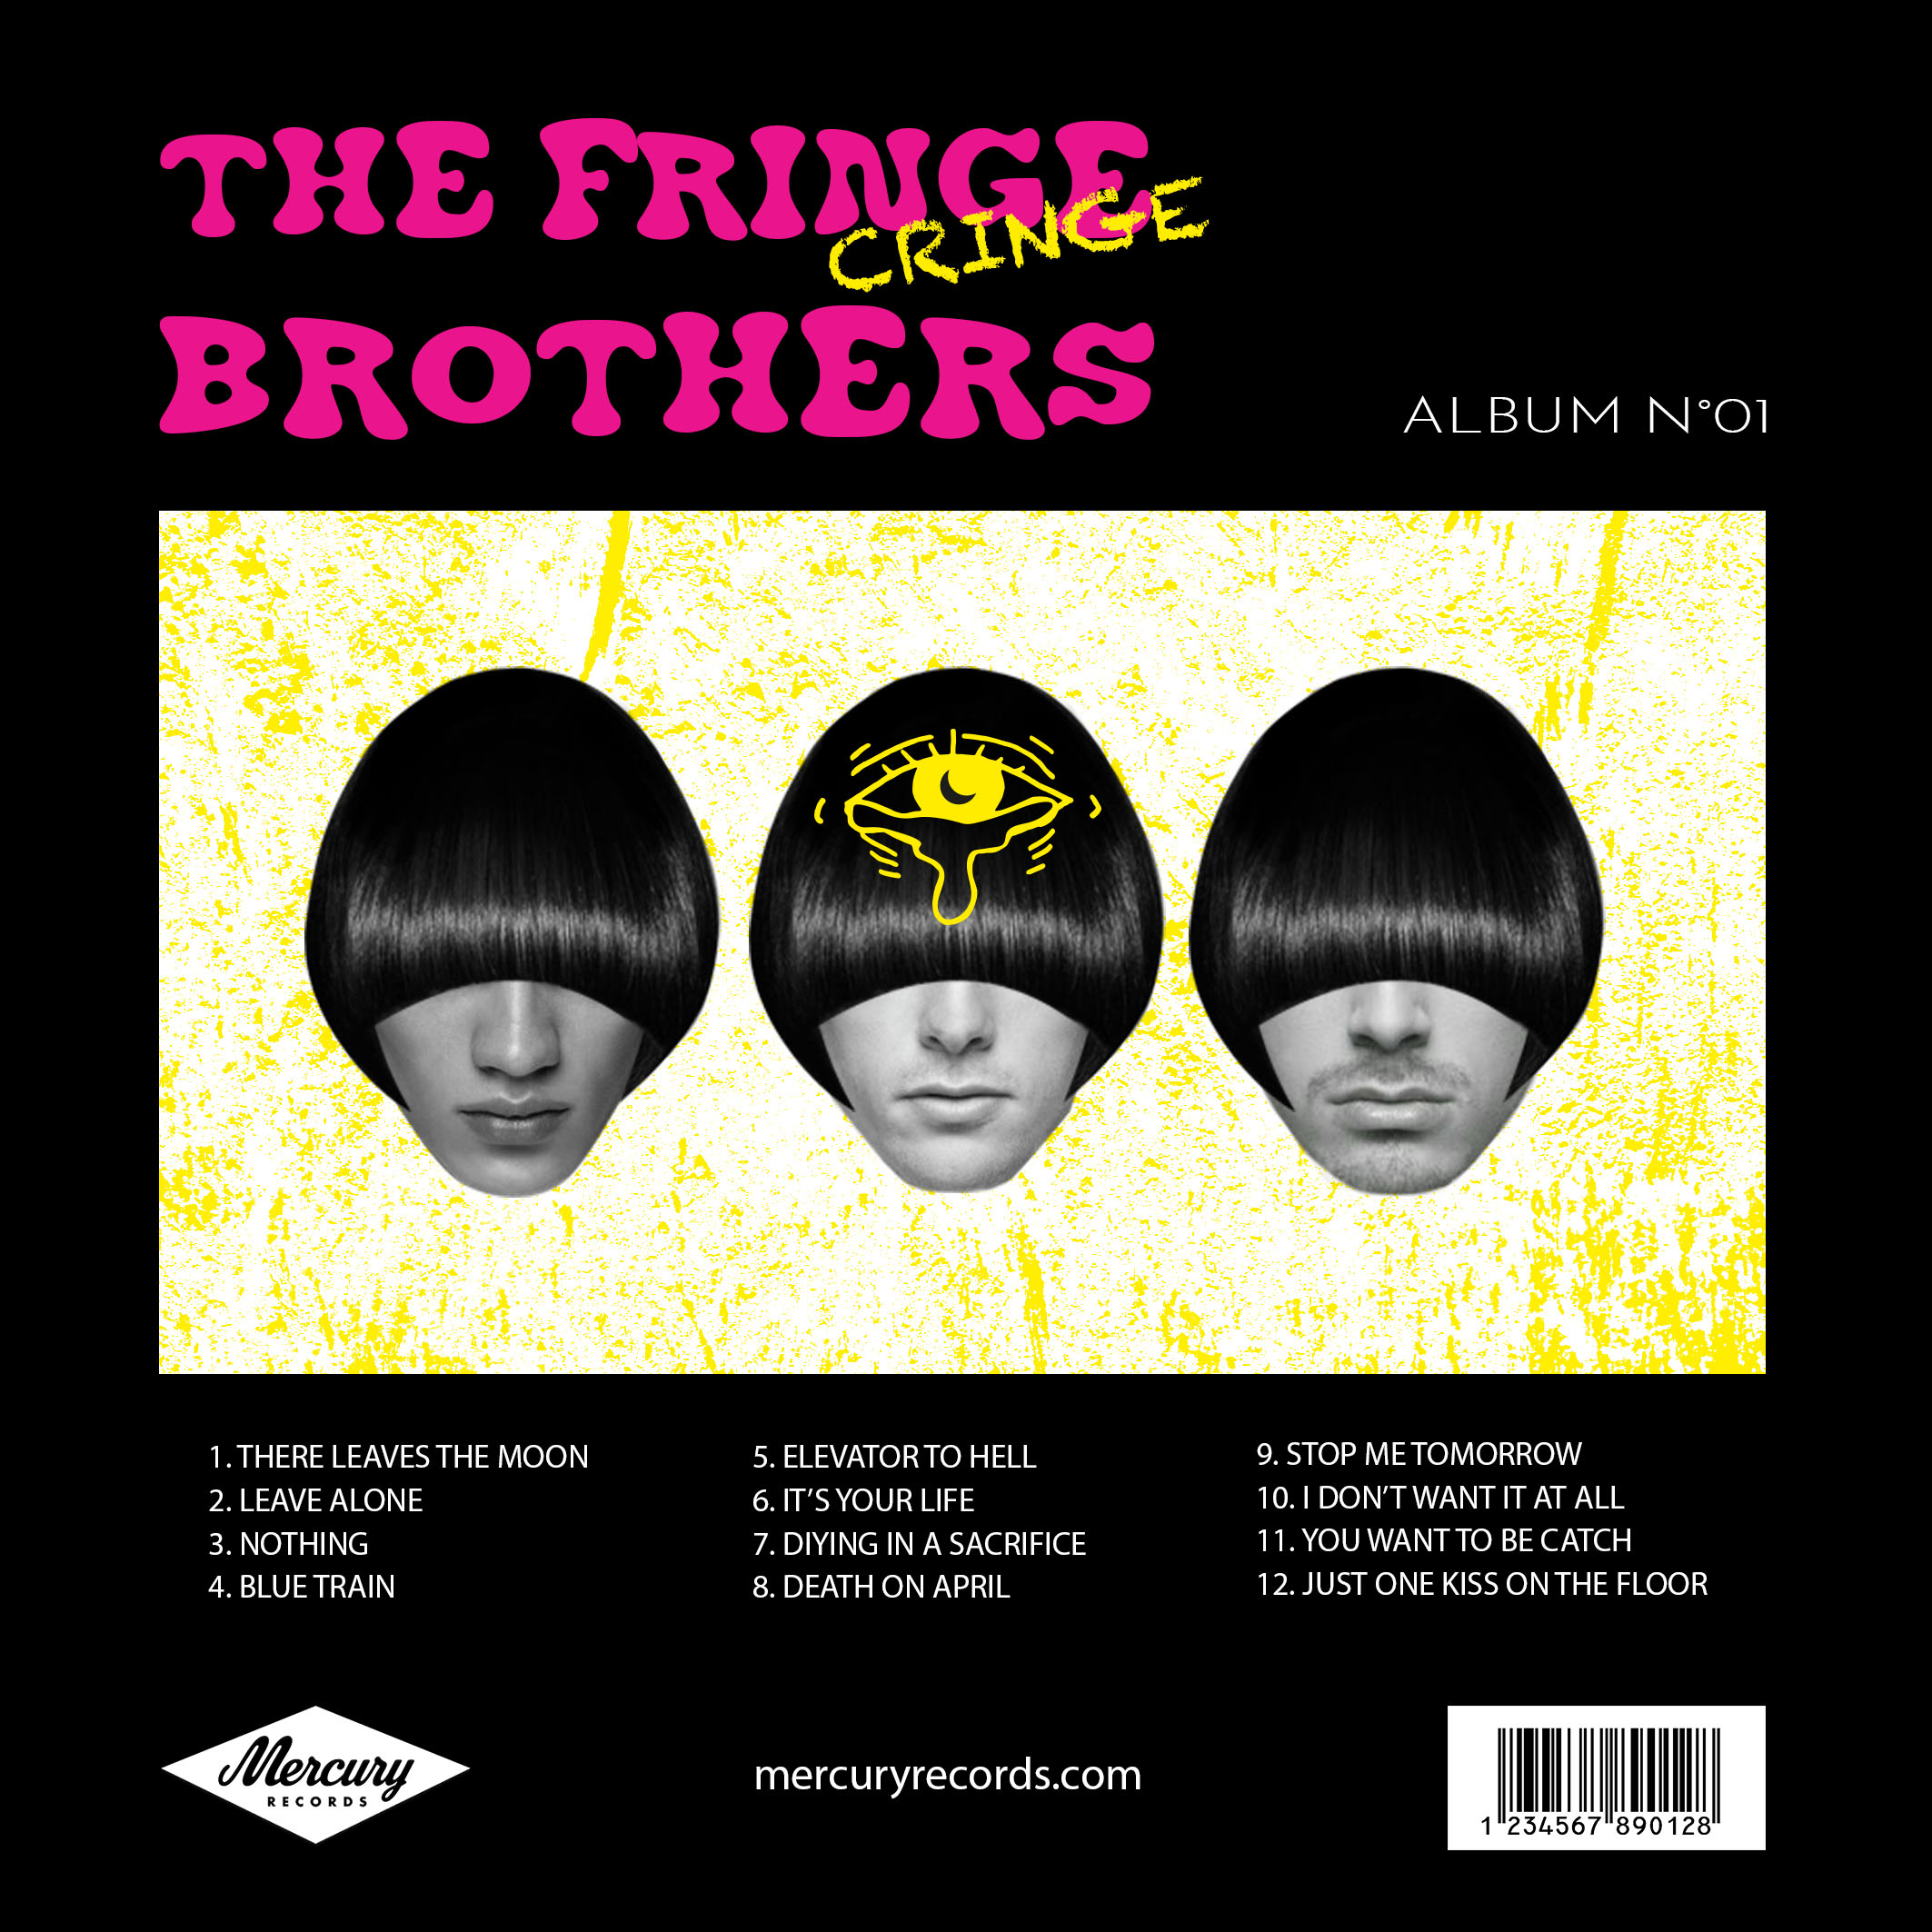 THE FRINGE
CRINGE
BROTHERS
ALBUM N°01
1. THERE LEAVES THE MOON
2. LEAVE ALONE
3. NOTHING
4. BLUE TRAIN
5. ELEVATOR TO HELL
6. IT'S YOUR LIFE
7. DIYING IN A SACRIFICE
8. DEATH ON APRIL
9. STOP ME TOMORROW
10. I DON'T WANT IT AT ALL
11. YOU WANT TO BE CATCH
12. JUST ONE KISS ON THE FLOOR
Mercury
RECORDS
mercuryrecords.com
1 234567 890128